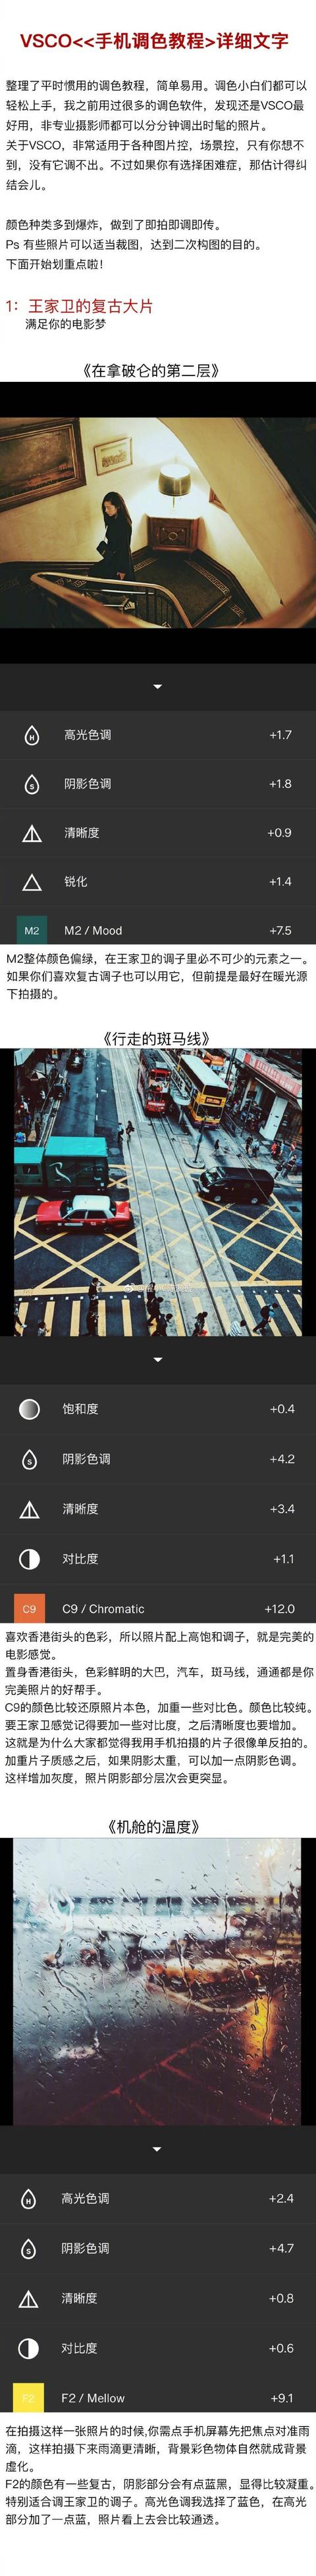 VSCO<<手机调色教程>详细文字
整理了平时惯用的调色教程，简单易用。调色小白们都可以
轻松上手，我之前用过很多的调色软件，发现还是VSCO最
好用，非专业摄影师都可以分分钟调出时髦的照片。
关于VSCO，非常适用于各种图片控，场景控，只有你想不
到，没有它调不出。不过如果你有选择困难症，那估计得纠
结会儿。
颜色种类多到爆炸，做到了即拍即调即传。
Ps 有些照片可以适当裁图，达到二次构图的目的。
下面开始划重点啦！
1：王家卫的复古大片
满足你的电影梦
《在拿破仑的第二层》
H 高光色调 +1.7
S 阴影色调 +1.8
清晰度 +0.9
锐化 +1.4
M2 M2 / Mood +7.5
M2整体颜色偏绿，在王家卫的调子里必不可少的元素之一。
如果你们喜欢复古调子也可以用它，但前提是最好在暖光源
下拍摄的。
《行走的斑马线》
饱和度 +0.4
S 阴影色调 +4.2
清晰度 +3.4
对比度 +1.1
C9 C9 / Chromatic +12.0
喜欢香港街头的色彩，所以照片配上高饱和调子，就是完美的
电影感觉。
置身香港街头，色彩鲜明的大巴，汽车，斑马线，通通都是你
完美照片的好帮手。
C9的颜色比较还原照片本色，加重一些对比色。颜色比较纯。
要王家卫感觉记得要加一些对比度，之后清晰度也要增加。
这就是为什么大家都觉得我用手机拍摄的片子很像单反拍的。
加重片子质感之后，如果阴影太重，可以加一点阴影色调。
这样增加灰度，照片阴影部分层次会更突显。
《机舱的温度》
H 高光色调 +2.4
S 阴影色调 +4.7
清晰度 +0.8
对比度 +0.6
F2 F2 / Mellow +9.1
在拍摄这样一张照片的时候,你需点手机屏幕先把焦点对准雨
滴，这样拍摄下来雨滴更清晰，背景彩色物体自然就成背景
虚化。
F2的颜色有一些复古，阴影部分会有点蓝黑，显得比较凝重。
特别适合调王家卫的调子。高光色调我选择了蓝色，在高光
部分加了一点蓝，照片看上去会比较通透。